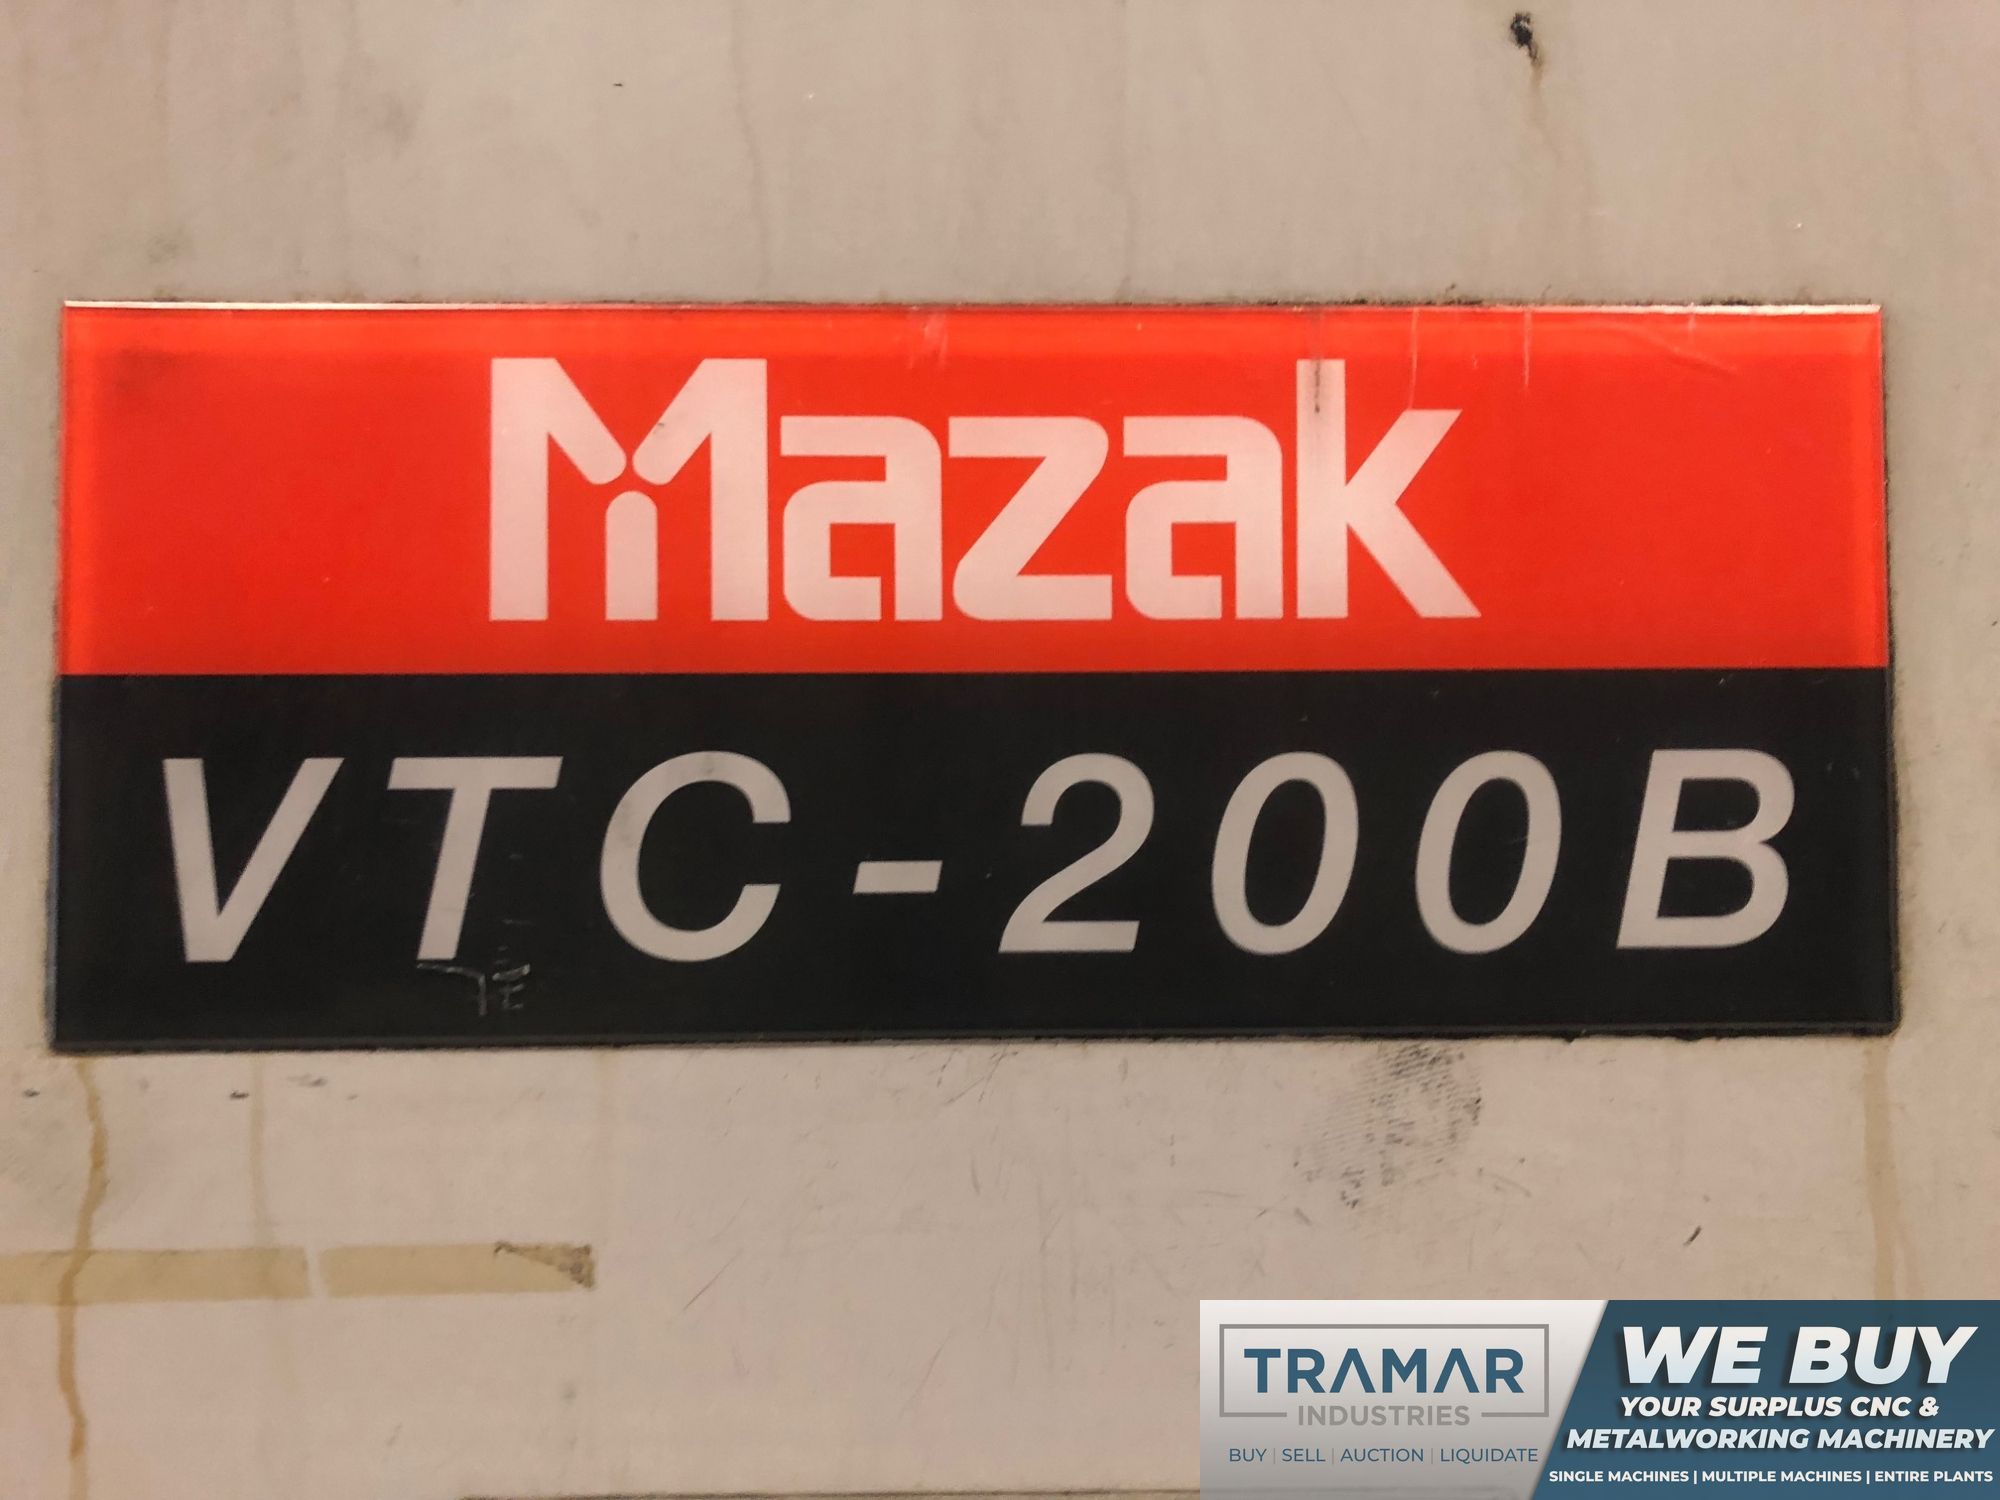 Mazak
VTC-200B
TRAMAR
INDUSTRIES
BUY | SELL | AUCTION | LIQUIDATE
WE BUY
YOUR SURPLUS CNC &
METALWORKING MACHINERY
SINGLE MACHINES | MULTIPLE MACHINES | ENTIRE PLANTS